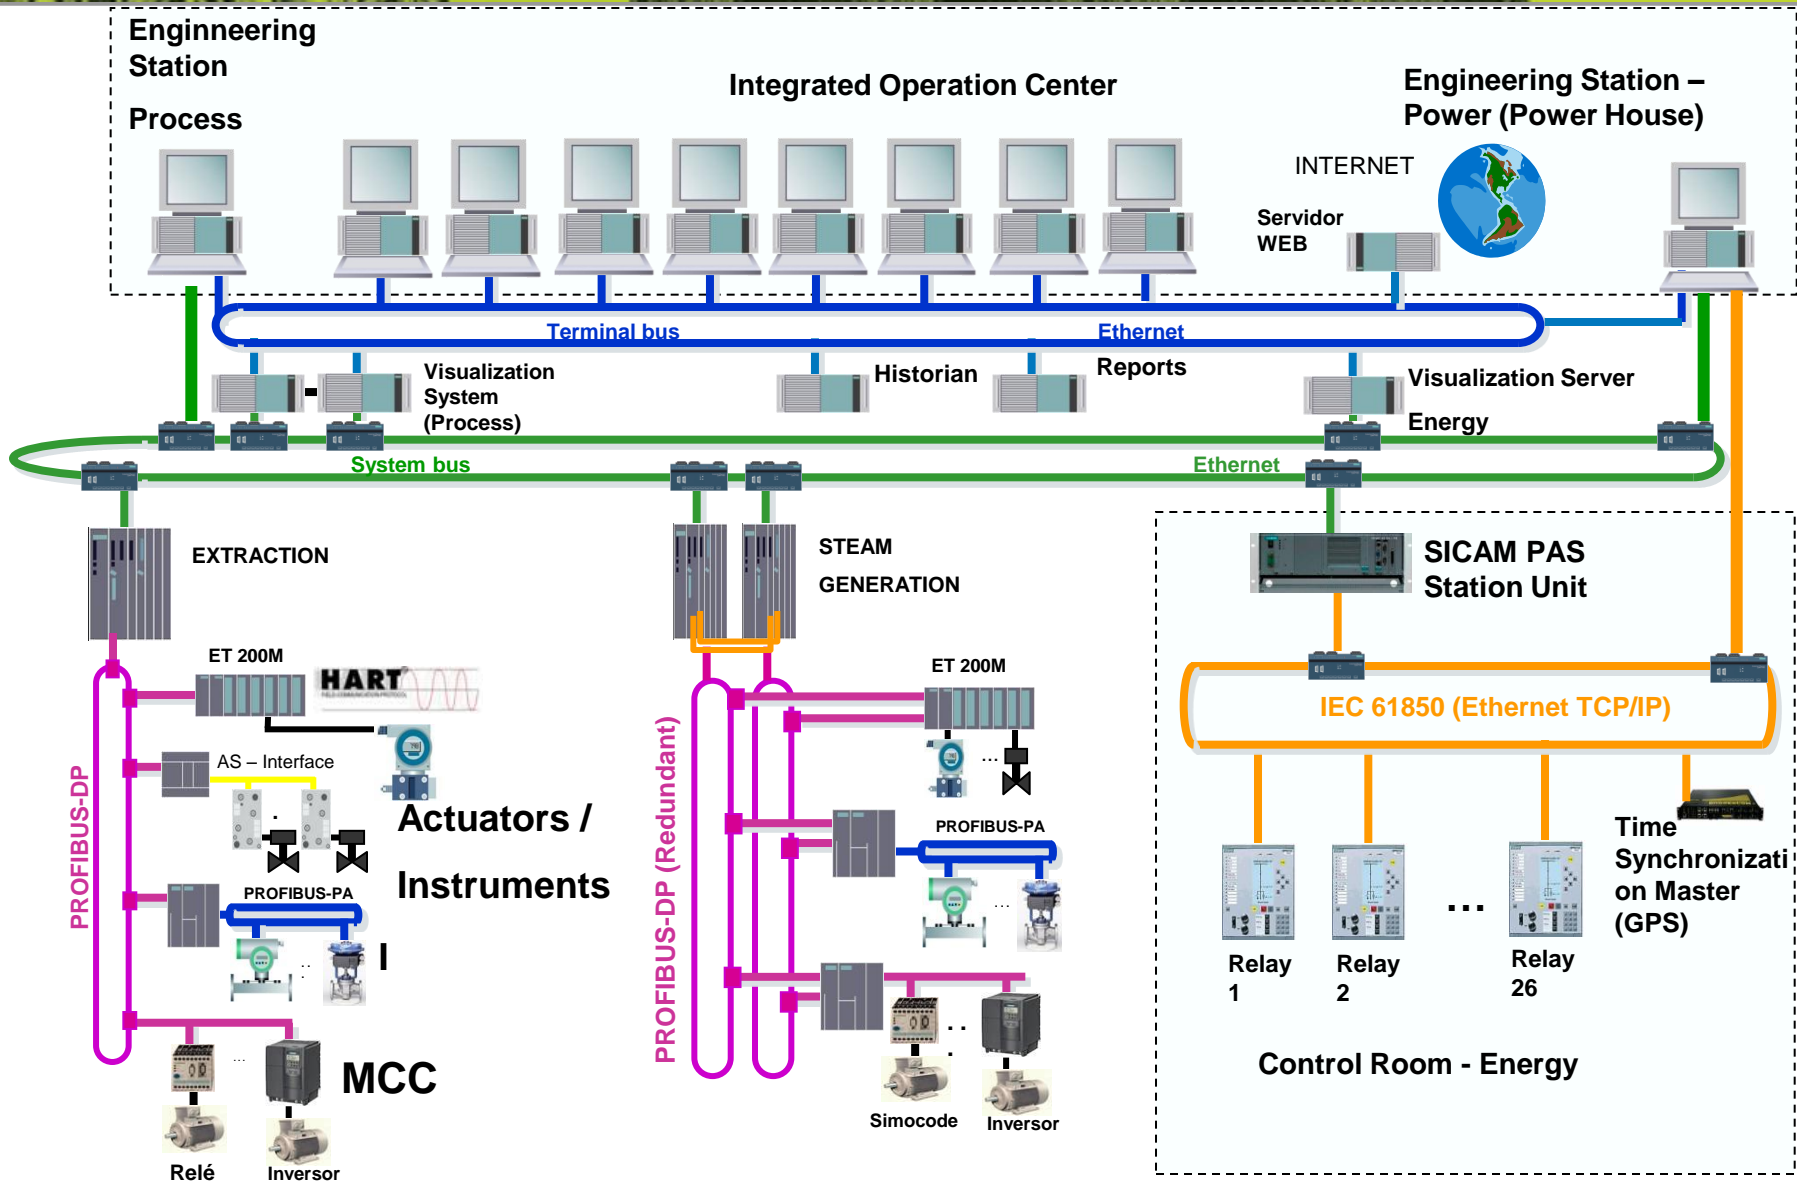 Enginneering
Station
Process
Integrated Operation Center
Engineering Station –
Power (Power House)
INTERNET
Servidor
WEB
Terminal bus
Ethernet
Visualization
System
(Process)
Historian
Reports
Visualization Server
Energy
System bus
Ethernet
EXTRACTION
STEAM
GENERATION
SICAM PAS
Station Unit
ET 200M
HART
FIELD COMMUNICATION PROTOCOL
AS – Interface
PROFIBUS-DP
Actuators /
Instruments
PROFIBUS-PA
...
I
...
MCC
Relé
Inversor
ET 200M
...
PROFIBUS-DP (Redundant)
PROFIBUS-PA
...
Simocode
Inversor
IEC 61850 (Ethernet TCP/IP)
Time
Synchronizati
on Master
(GPS)
...
Relay
1
Relay
2
Relay
26
Control Room - Energy